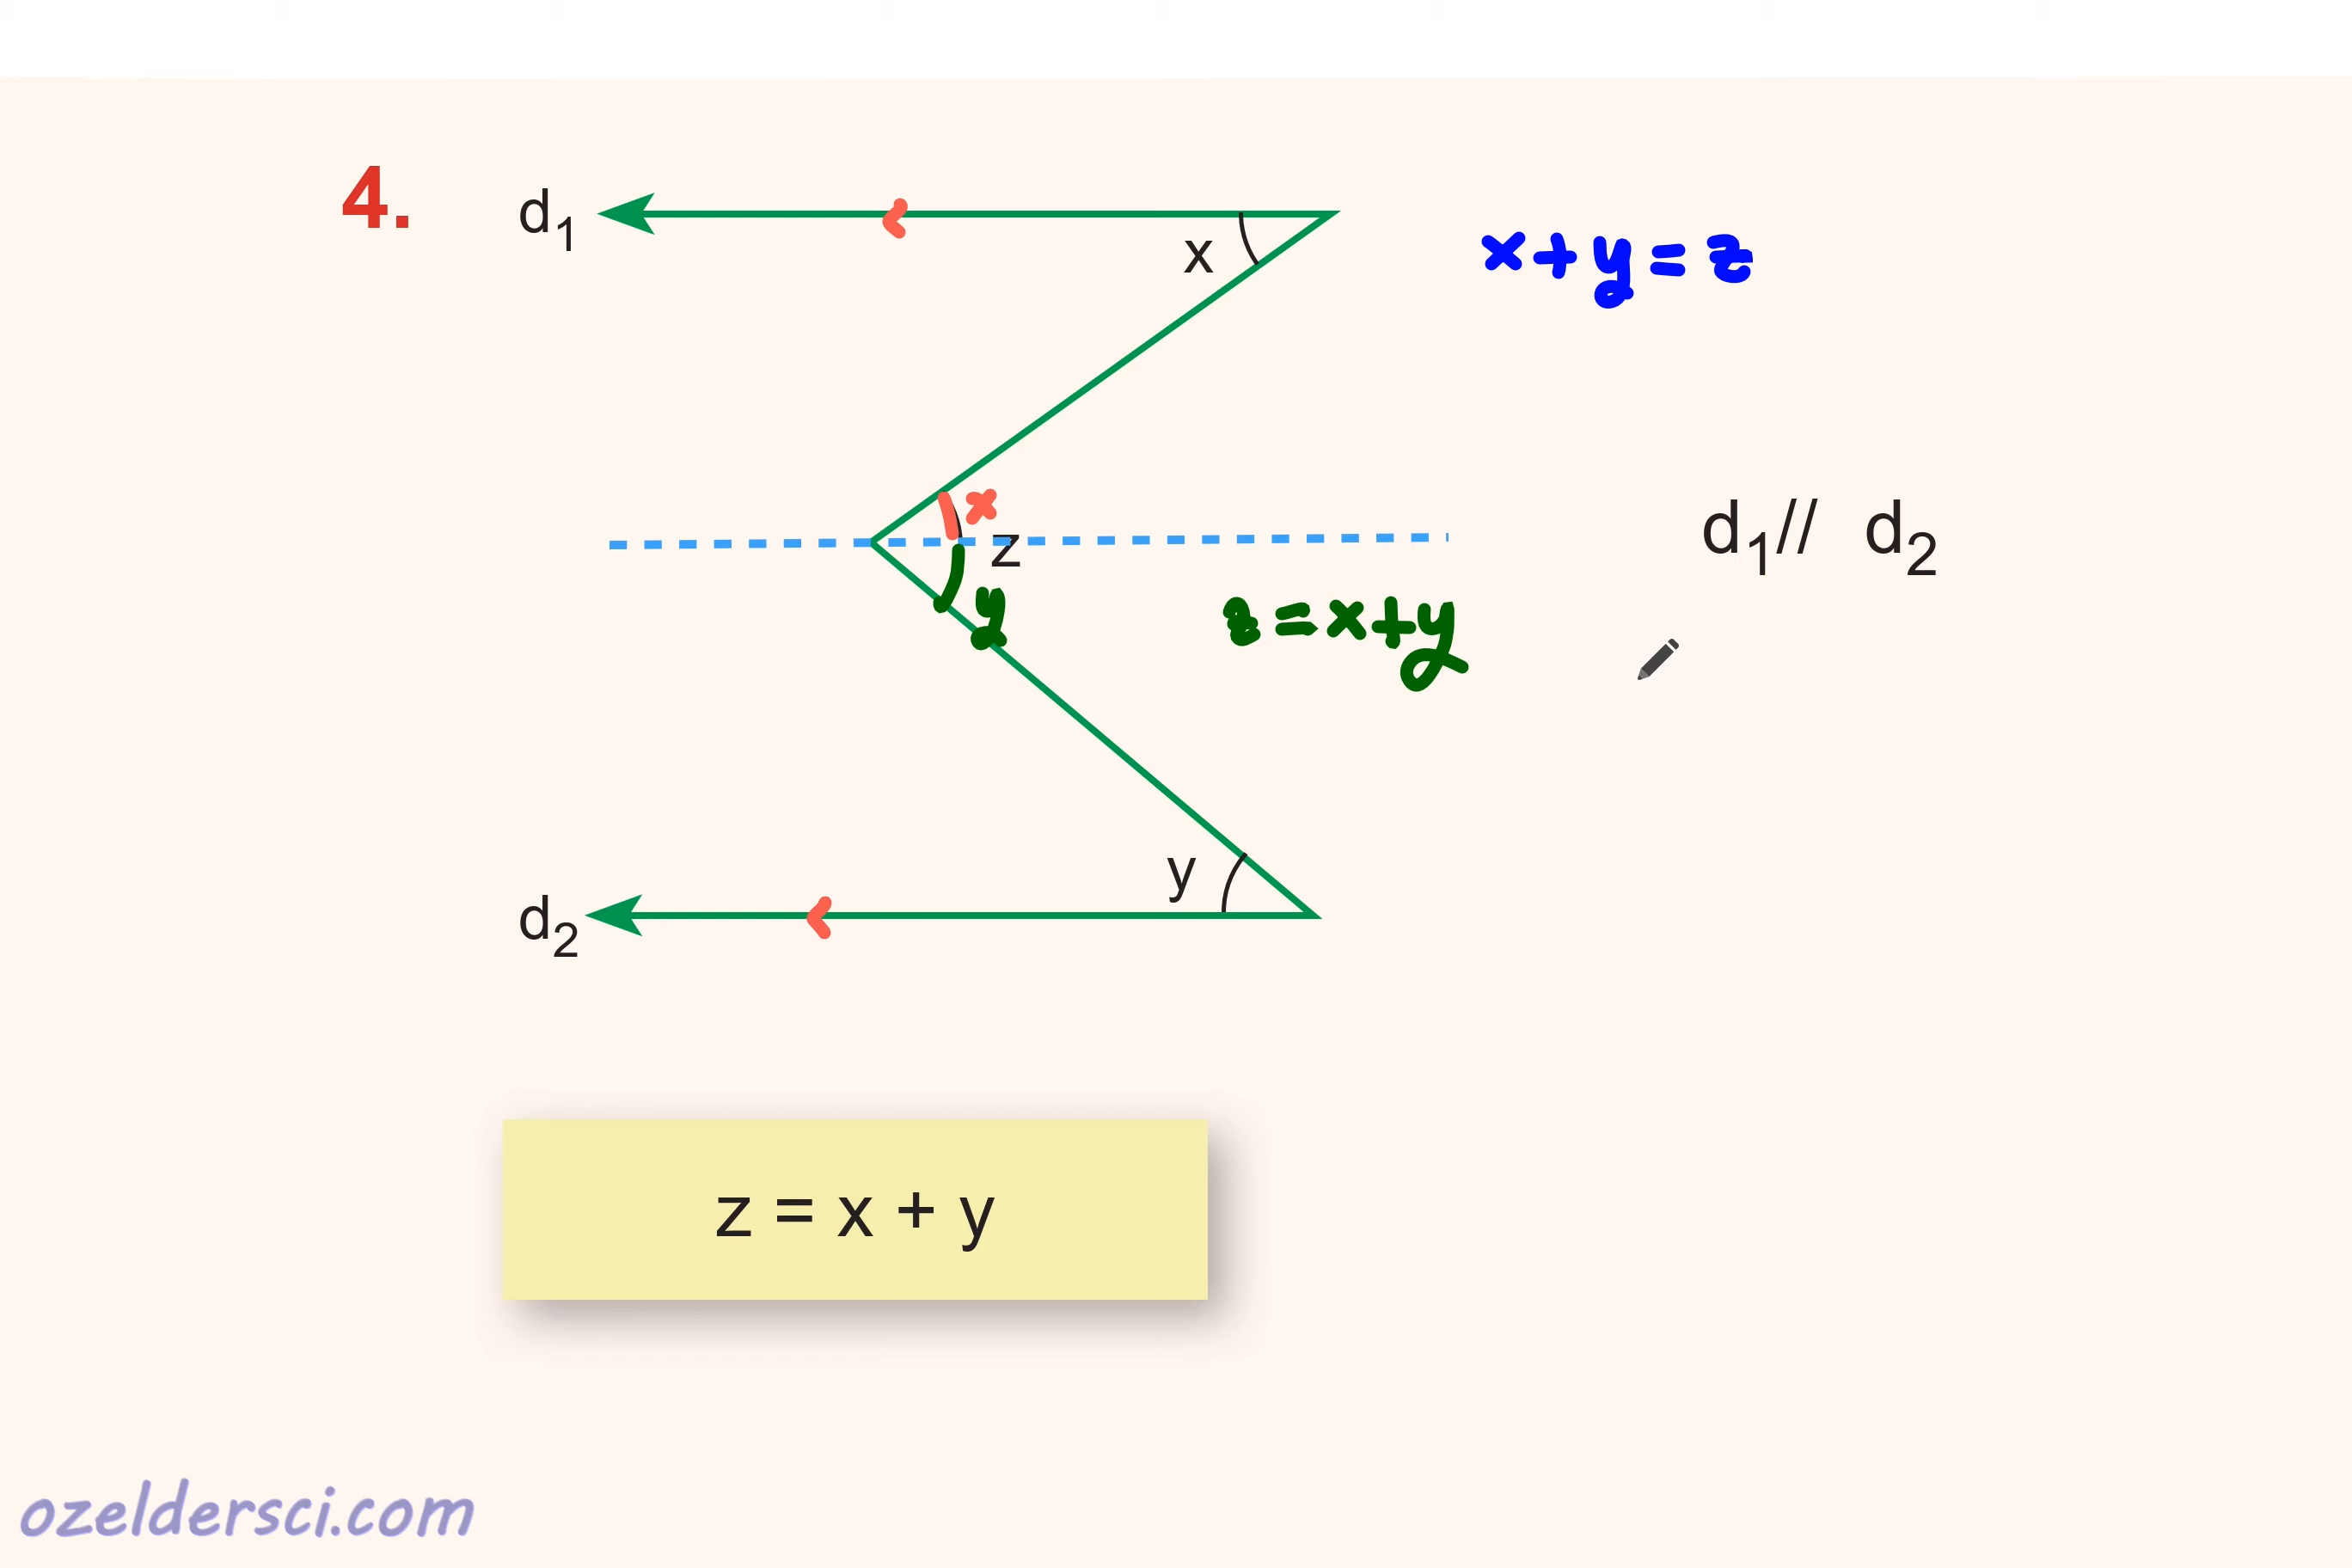 4.
d1
x
x+y=z
x
z
d1// d2
y
z=x+y
y
d2
z = x + y
ozeldersci.com